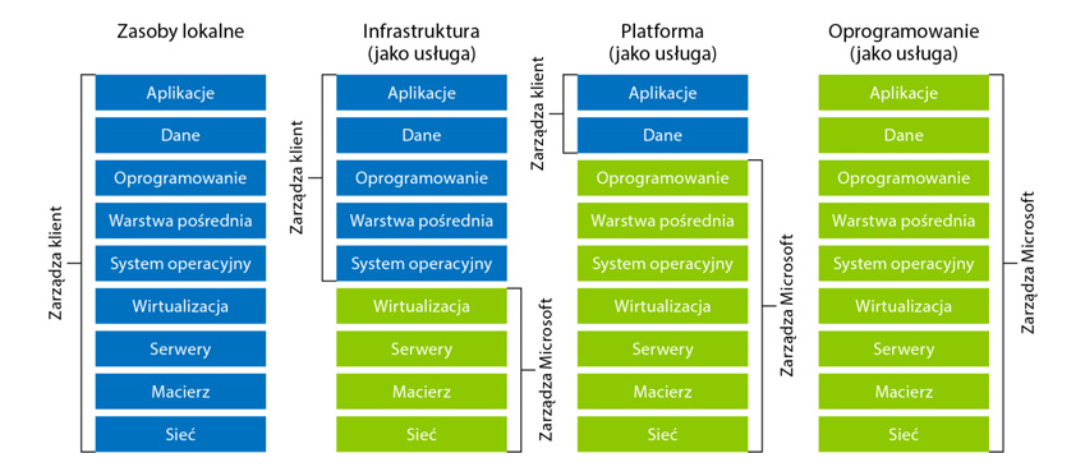 Zasoby lokalne
Zarządza klient
Aplikacje
Dane
Oprogramowanie
Warstwa pośrednia
System operacyjny
Wirtualizacja
Serwery
Macierz
Sieć
Infrastruktura
(jako usługa)
Zarządza klient
Aplikacje
Dane
Oprogramowanie
Warstwa pośrednia
System operacyjny
Wirtualizacja
Serwery
Macierz
Sieć
Zarządza Microsoft
Platforma
(jako usługa)
Zarządza klient
Aplikacje
Dane
Oprogramowanie
Warstwa pośrednia
System operacyjny
Wirtualizacja
Serwery
Macierz
Sieć
Zarządza Microsoft
Oprogramowanie
(jako usługa)
Aplikacje
Dane
Oprogramowanie
Warstwa pośrednia
System operacyjny
Wirtualizacja
Serwery
Macierz
Sieć
Zarządza Microsoft